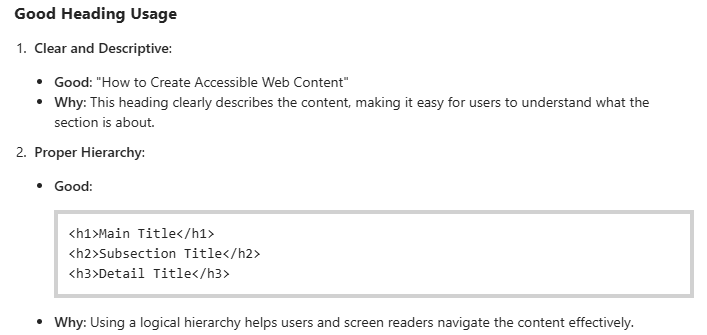 Good Heading Usage
1. Clear and Descriptive:
• Good: "How to Create Accessible Web Content"
• Why: This heading clearly describes the content, making it easy for users to understand what the
section is about.
2. Proper Hierarchy:
• Good:
<h1>Main Title</h1>
<h2>Subsection Title</h2>
<h3>Detail Title</h3>
• Why: Using a logical hierarchy helps users and screen readers navigate the content effectively.